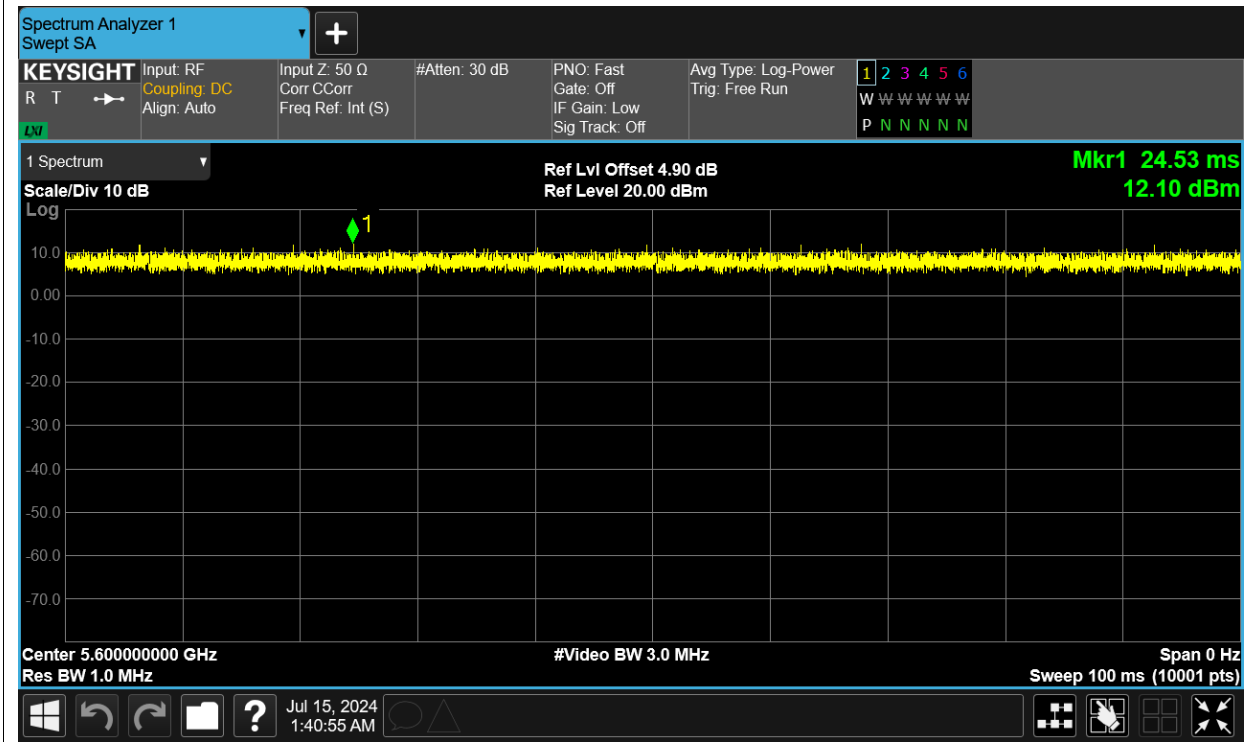 Spectrum Analyzer 1
Swept SA
+
KEYSIGHT Input: RF Input Z: 50 Ω #Atten: 30 dB PNO: Fast Avg Type: Log-Power 1 2 3 4 5 6
R T Coupling: DC Corr CCorr Gate: Off Trig: Free Run W W W W W W
Align: Auto Freq Ref: Int (S) IF Gain: Low
LXI Sig Track: Off P N N N N N
1 Spectrum Ref Lvl Offset 4.90 dB Mkr1 24.53 ms
Scale/Div 10 dB Ref Level 20.00 dBm 12.10 dBm
Log
1
10.0
0.00
-10.0
-20.0
-30.0
-40.0
-50.0
-60.0
-70.0
Center 5.600000000 GHz #Video BW 3.0 MHz Span 0 Hz
Res BW 1.0 MHz Sweep 100 ms (10001 pts)
? Jul 15, 2024
1:40:55 AM